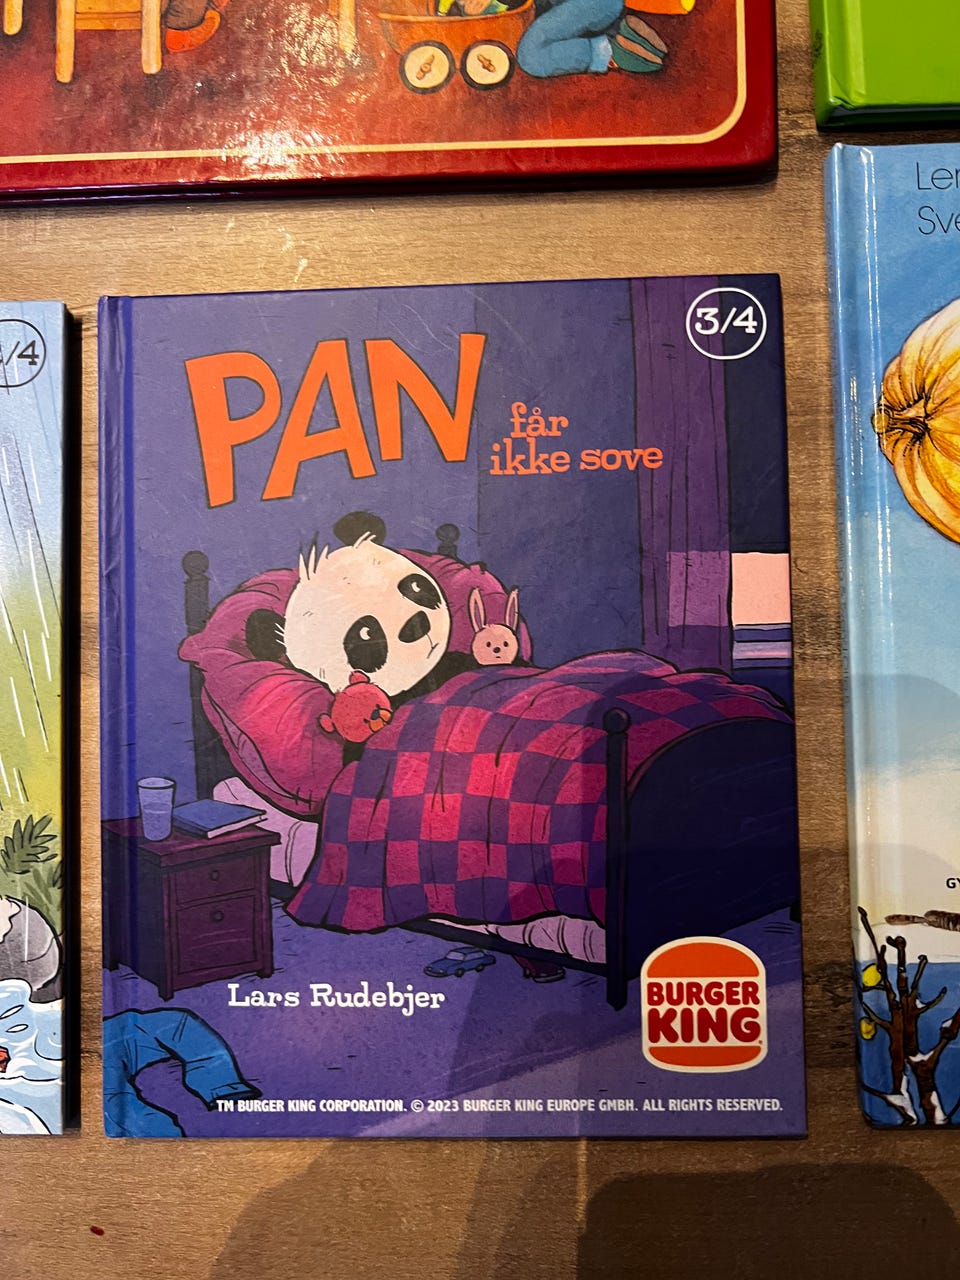 3/4
PAN
får
ikke sove
Lars Rudebjer
BURGER
KING
TM BURGER KING CORPORATION. © 2023 BURGER KING EUROPE GMBH. ALL RIGHTS RESERVED.
/4